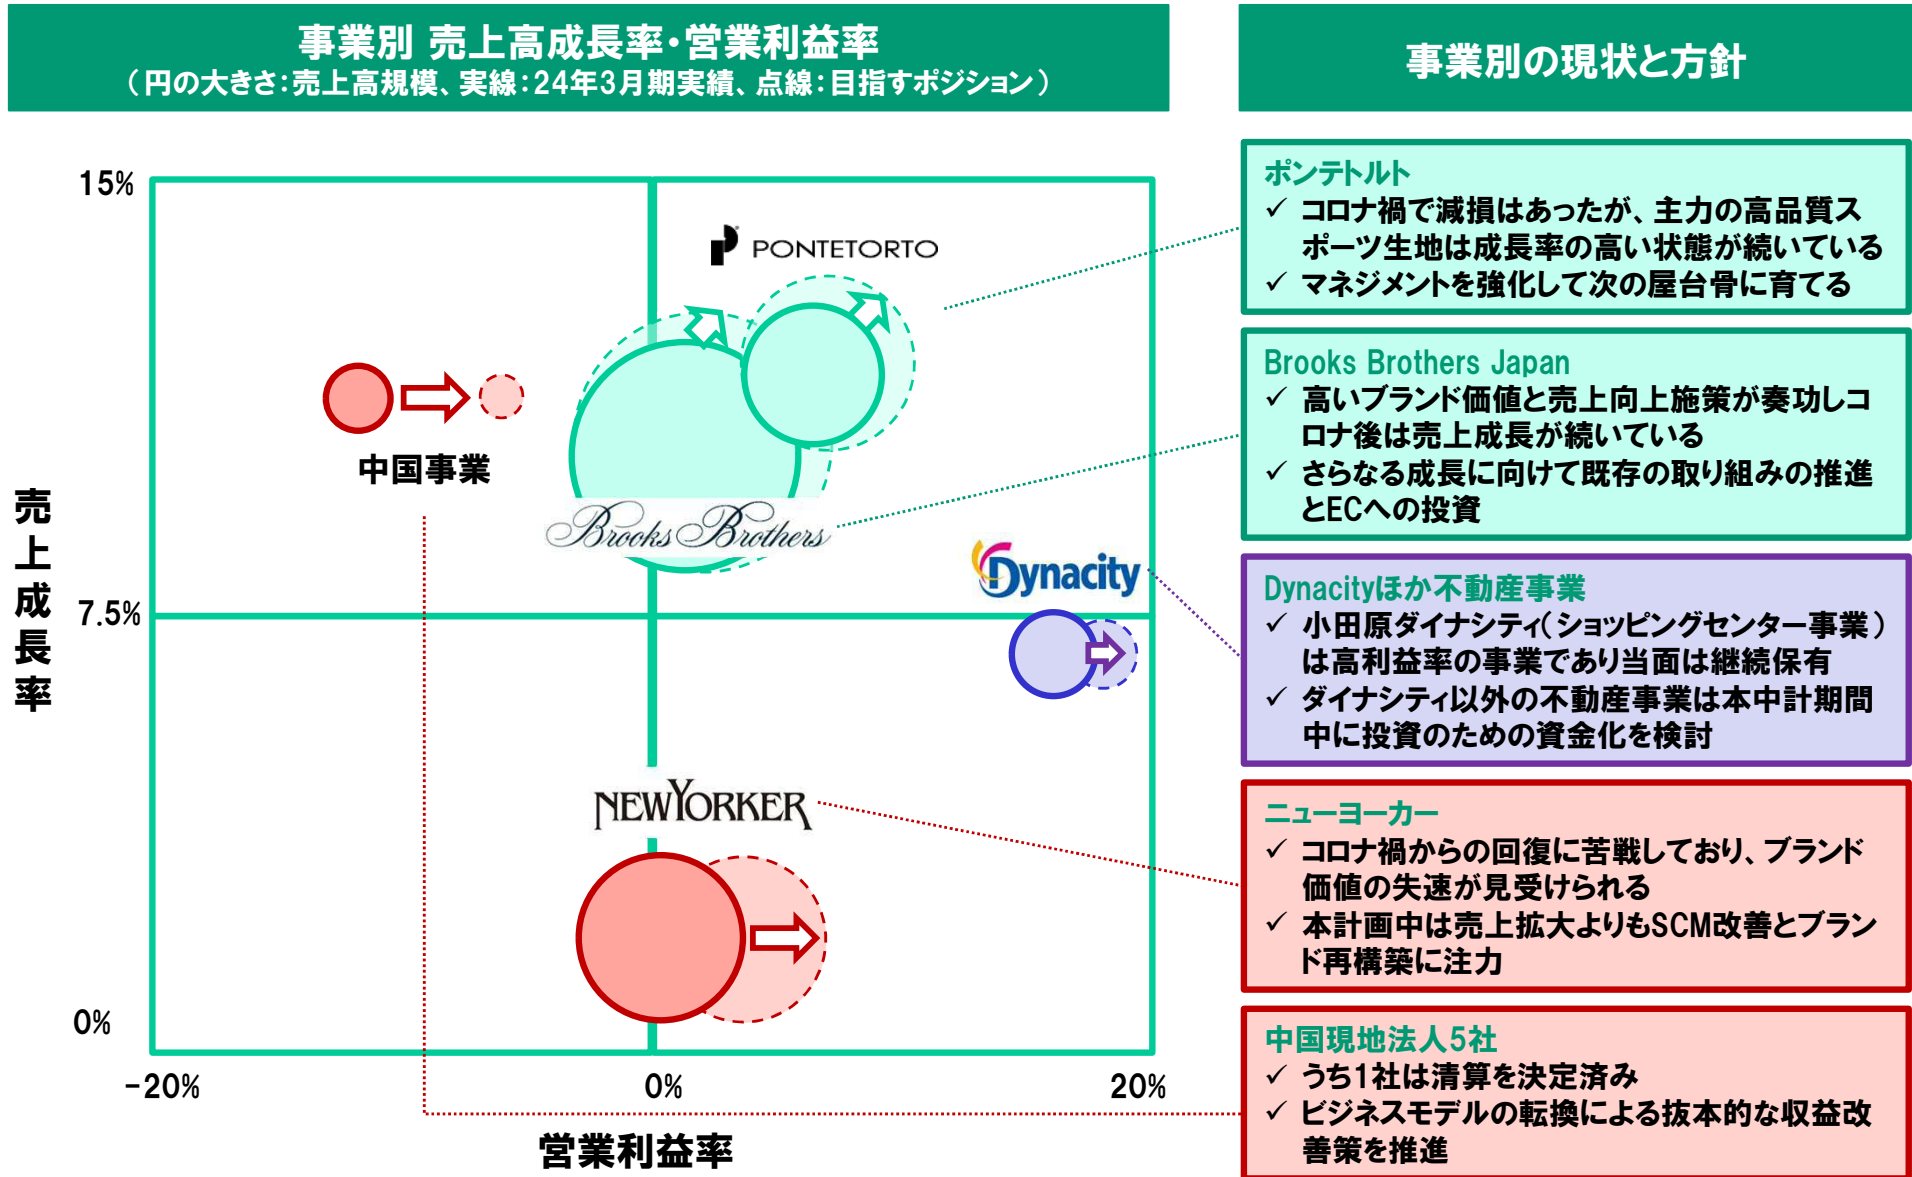 事業別 売上高成長率・営業利益率
（円の大きさ：売上高規模、実線：24年3月期実績、点線：目指すポジション）
事業別の現状と方針
15%
7.5%
0%
売上成長率
-20%
0%
20%
営業利益率
PONTETORTO
中国事業
Brooks Brothers
Dynacity
NEWYORKER
ポンテトルト
✓ コロナ禍で減損はあったが、主力の高品質ス
ポーツ生地は成長率の高い状態が続いている
✓ マネジメントを強化して次の屋台骨に育てる
Brooks Brothers Japan
✓ 高いブランド価値と売上向上施策が奏功しコ
ロナ後は売上成長が続いている
✓ さらなる成長に向けて既存の取り組みの推進
とECへの投資
Dynacityほか不動産事業
✓ 小田原ダイナシティ（ショッピングセンター事業）
は高利益率の事業であり当面は継続保有
✓ ダイナシティ以外の不動産事業は本中計期間
中に投資のための資金化を検討
ニューヨーカー
✓ コロナ禍からの回復に苦戦しており、ブランド
価値の失速が見受けられる
✓ 本計画中は売上拡大よりもSCM改善とブラン
ド再構築に注力
中国現地法人5社
✓ うち1社は清算を決定済み
✓ ビジネスモデルの転換による抜本的な収益改
善策を推進